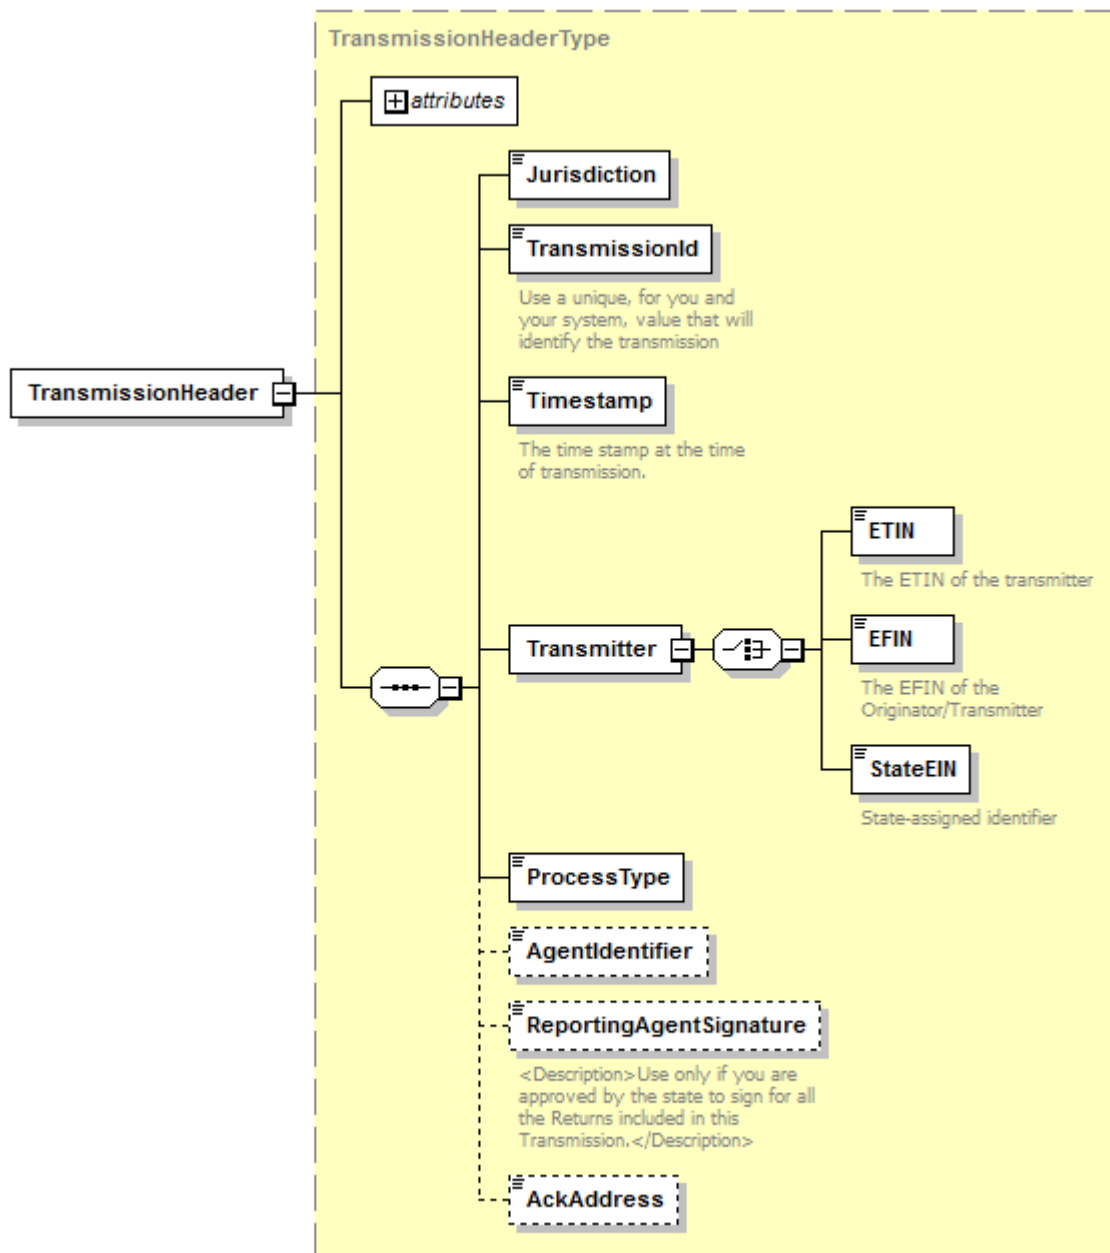 TransmissionHeaderType
attributes
Jurisdiction
TransmissionId
Use a unique, for you and
your system, value that will
identify the transmission
TransmissionHeader
Timestamp
The time stamp at the time
of transmission.
ETIN
The ETIN of the transmitter
Transmitter
EFIN
The EFIN of the
Originator/Transmitter
StateEIN
State-assigned identifier
ProcessType
AgentIdentifier
ReportingAgentSignature
<Description>Use only if you are
approved by the state to sign for all
the Returns included in this
Transmission.</Description>
AckAddress